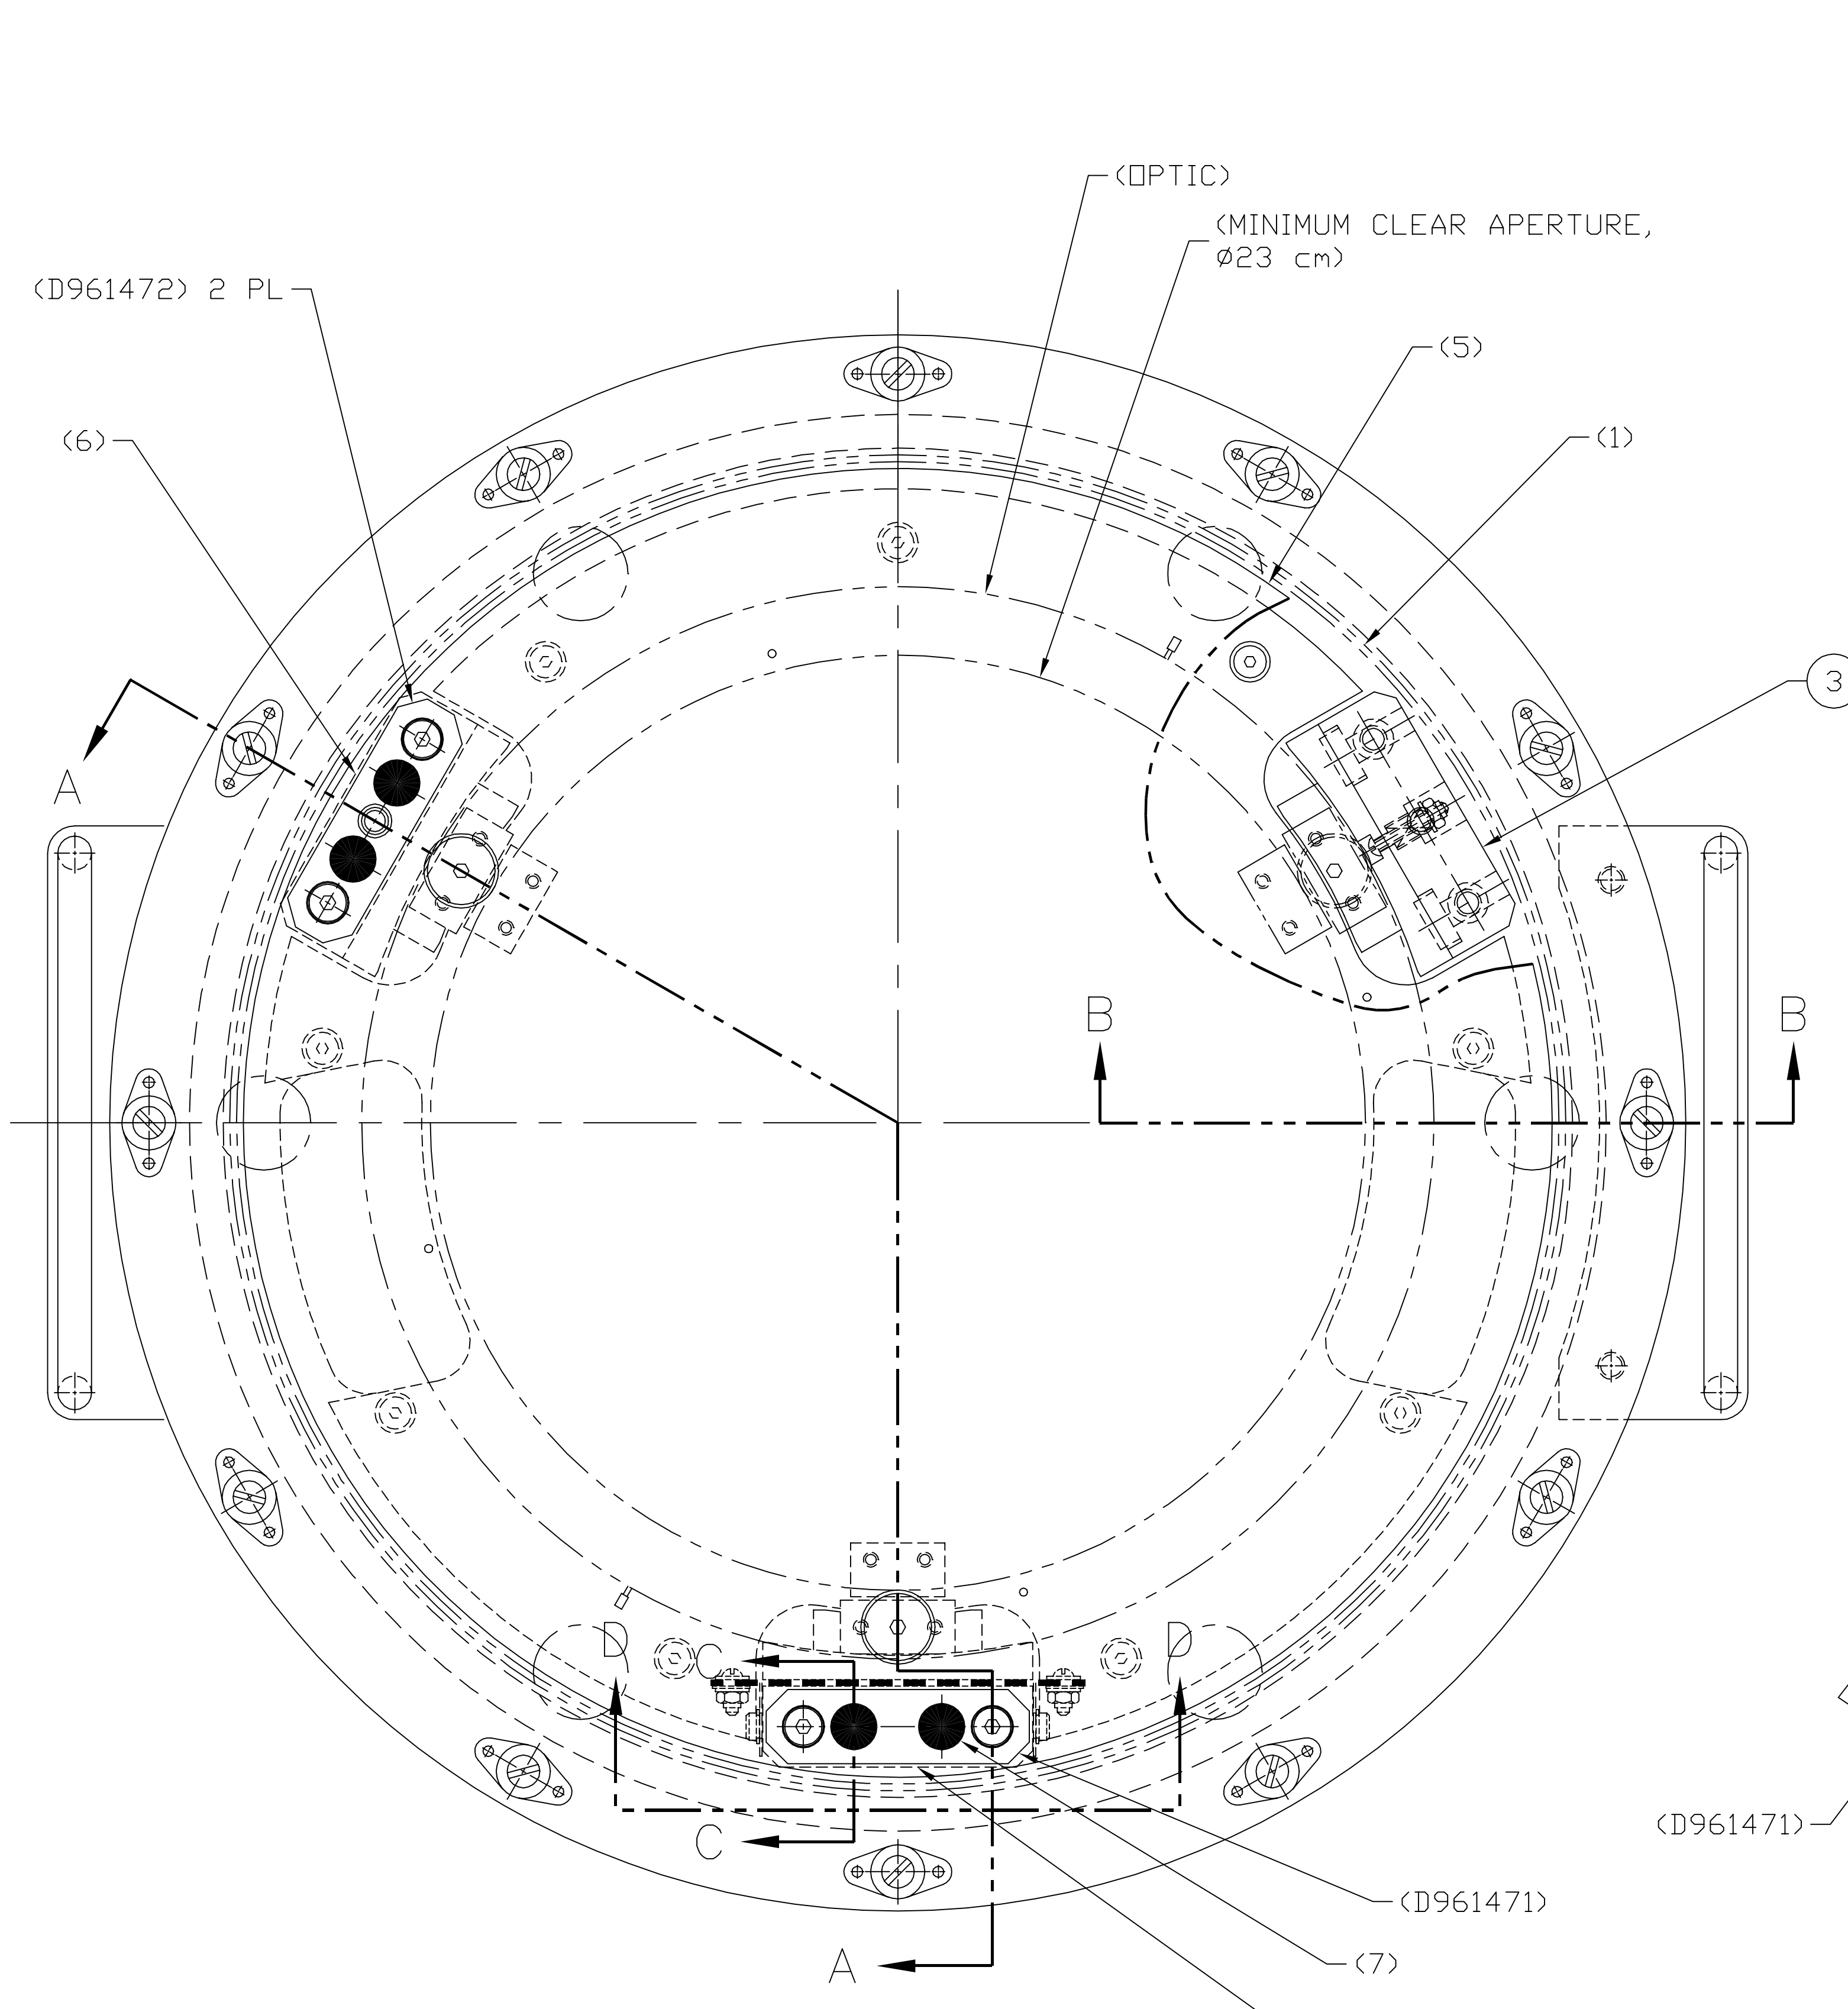 (OPTIC)
(MINIMUM CLEAR APERTURE,
Ø23 cm)
(D961472) 2 PL
(5)
(6)
(1)
3
A
B
B
D
C
D
C
(D961471)
(D961471)
A
(7)